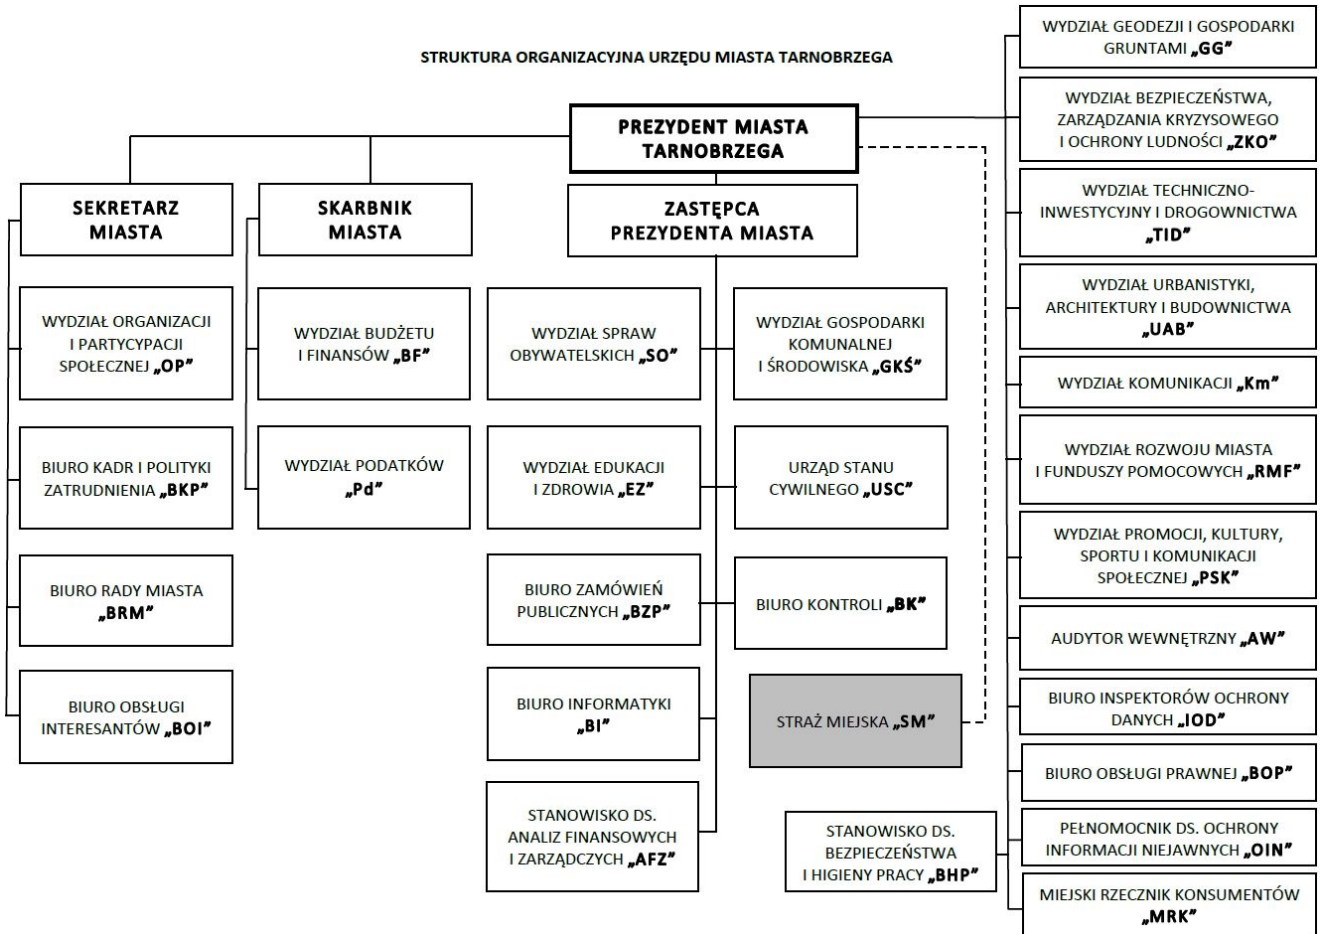 STRUKTURA ORGANIZACYJNA URZĘDU MIASTA TARNOBRZEGA
PREZYDENT MIASTA
TARNOBRZEGA
SEKRETARZ
MIASTA
SKARBNIK
MIASTA
ZASTĘPCA
PREZYDENTA MIASTA
WYDZIAŁ ORGANIZACJI
I PARTYCYPACJI
SPOŁECZNEJ „OP”
BIURO KADR I POLITYKI
ZATRUDNIENIA „BKP”
BIURO RADY MIASTA
„BRM”
BIURO OBSŁUGI
INTERESANTÓW „BOI”
WYDZIAŁ BUDŻETU
I FINANSÓW „BF”
WYDZIAŁ PODATKÓW
„Pd”
WYDZIAŁ SPRAW
OBYWATELSKICH „SO”
WYDZIAŁ EDUKACJI
I ZDROWIA „EZ”
BIURO ZAMÓWIEŃ
PUBLICZNYCH „BZP”
BIURO INFORMATYKI
„BI”
STANOWISKO DS.
ANALIZ FINANSOWYCH
I ZARZĄDCZYCH „AFZ”
WYDZIAŁ GOSPODARKI
KOMUNALNEJ
I ŚRODOWISKA „GKŚ”
URZĄD STANU
CYWILNEGO „USC”
BIURO KONTROLI „BK”
STRAŻ MIEJSKA „SM”
STANOWISKO DS.
BEZPIECZEŃSTWA
I HIGIENY PRACY „BHP”
WYDZIAŁ GEODEZJI I GOSPODARKI
GRUNTAMI „GG”
WYDZIAŁ BEZPIECZEŃSTWA,
ZARZĄDZANIA KRYZYSOWEGO
I OCHRONY LUDNOŚCI „ZKO”
WYDZIAŁ TECHNICZNO-
INWESTYCYJNY I DROGOWNICTWA
„TID”
WYDZIAŁ URBANISTYKI,
ARCHITEKTURY I BUDOWNICTWA
„UAB”
WYDZIAŁ KOMUNIKACJI „Km”
WYDZIAŁ ROZWOJU MIASTA
I FUNDUSZY POMOCOWYCH „RMF”
WYDZIAŁ PROMOCJI, KULTURY,
SPORTU I KOMUNIKACJI
SPOŁECZNEJ „PSK”
AUDYTOR WEWNĘTRZNY „AW”
BIURO INSPEKTORÓW OCHRONY
DANYCH „IOD”
BIURO OBSŁUGI PRAWNEJ „BOP”
PEŁNOMOCNIK DS. OCHRONY
INFORMACJI NIEJAWNYCH „OIN”
MIEJSKI RZECZNIK KONSUMENTÓW
„MRK”